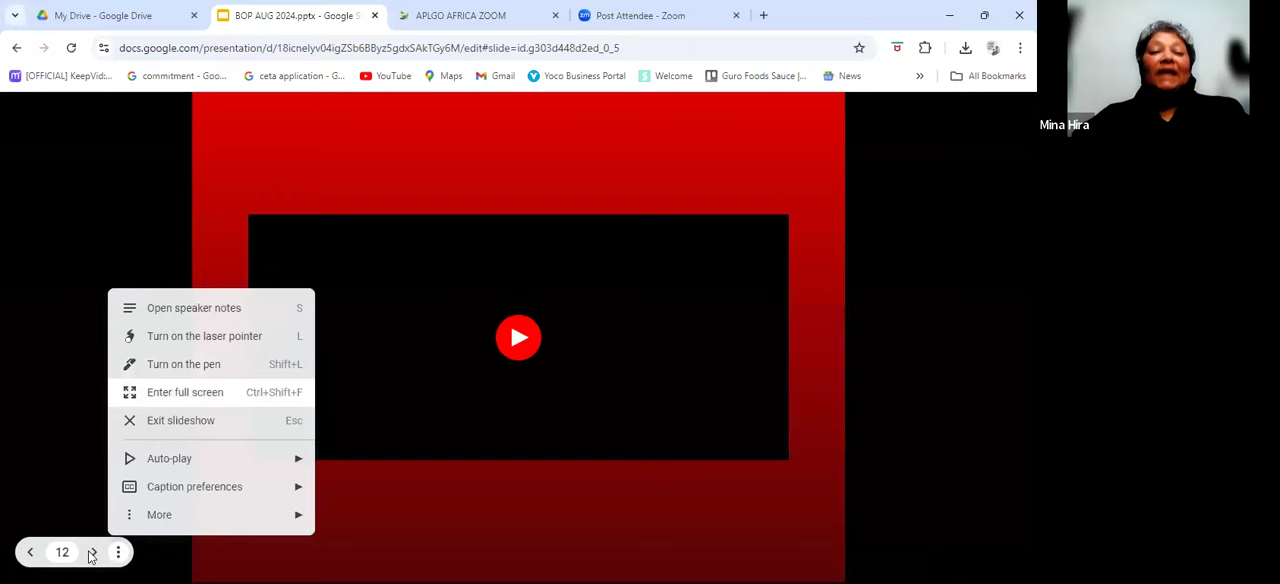 My Drive - Google Drive
BOP AUG 2024.pptx - Google S
APLGO AFRICA ZOOM
Post Attendee - Zoom
docs.google.com/presentation/d/18icnelyv04igZSb6BByz5gdxSAkTGy6M/edit#slide=id.g303d448d2ed_0_5
[OFFICIAL] KeepVid:...
commitment - Goo...
ceta application - G...
YouTube
Maps
Gmail
Yoco Business Portal
Welcome
Guro Foods Sauce |...
News
All Bookmarks
Mina Hira
Open speaker notes S
Turn on the laser pointer L
Turn on the pen Shift+L
Enter full screen Ctrl+Shift+F
Exit slideshow Esc
Auto-play
Caption preferences
More
12